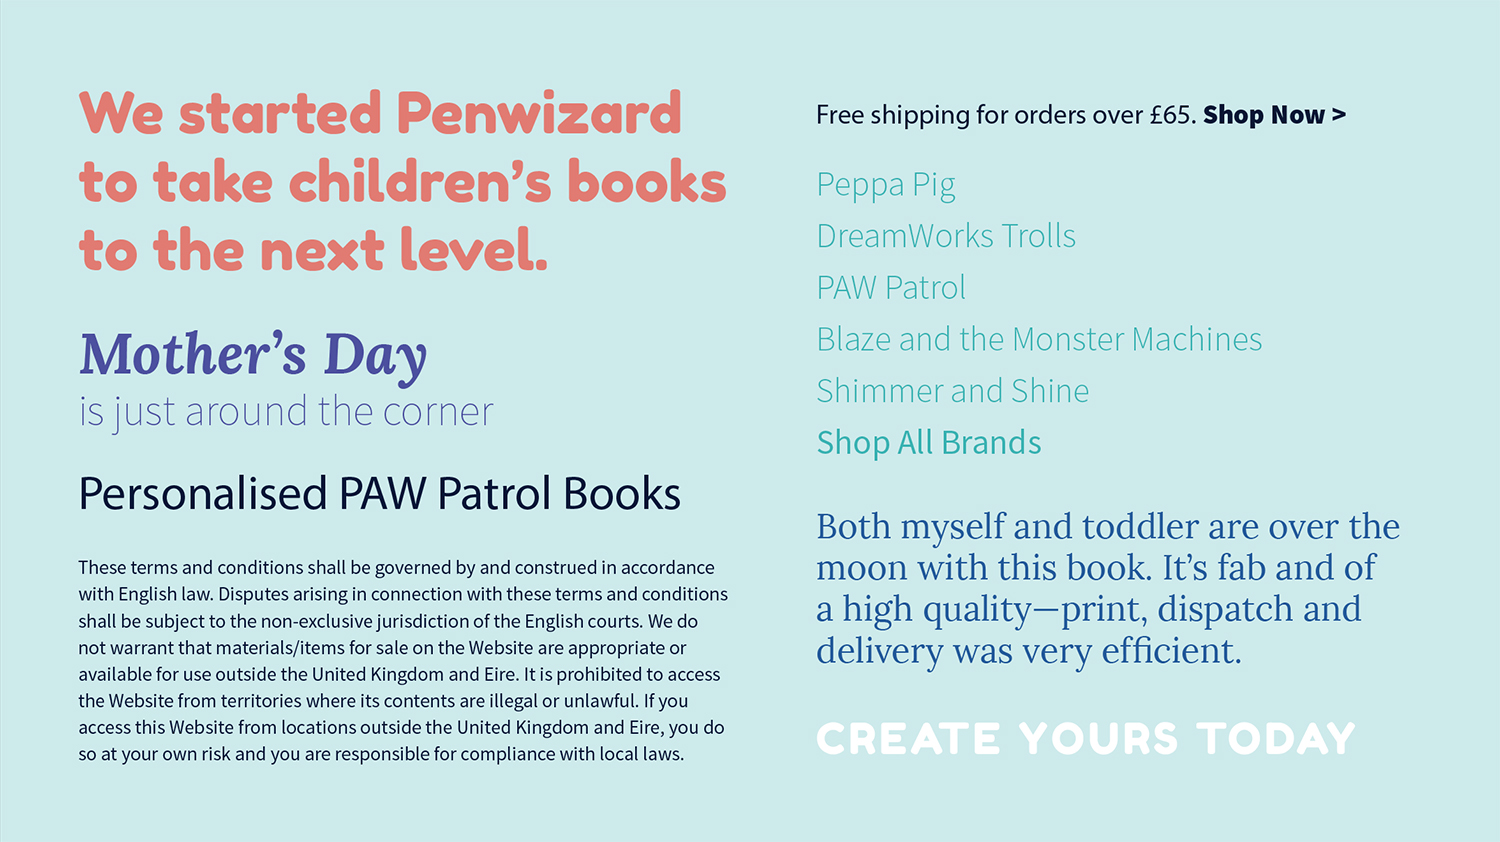 We started Penwizard
to take children’s books
to the next level.
Mother’s Day
is just around the corner
Personalised PAW Patrol Books
These terms and conditions shall be governed by and construed in accordance
with English law. Disputes arising in connection with these terms and conditions
shall be subject to the non-exclusive jurisdiction of the English courts. We do
not warrant that materials/items for sale on the Website are appropriate or
available for use outside the United Kingdom and Eire. It is prohibited to access
the Website from territories where its contents are illegal or unlawful. If you
access this Website from locations outside the United Kingdom and Eire, you do
so at your own risk and you are responsible for compliance with local laws.
Free shipping for orders over £65. Shop Now >
Peppa Pig
DreamWorks Trolls
PAW Patrol
Blaze and the Monster Machines
Shimmer and Shine
Shop All Brands
Both myself and toddler are over the
moon with this book. It’s fab and of
a high quality—print, dispatch and
delivery was very efficient.
CREATE YOURS TODAY